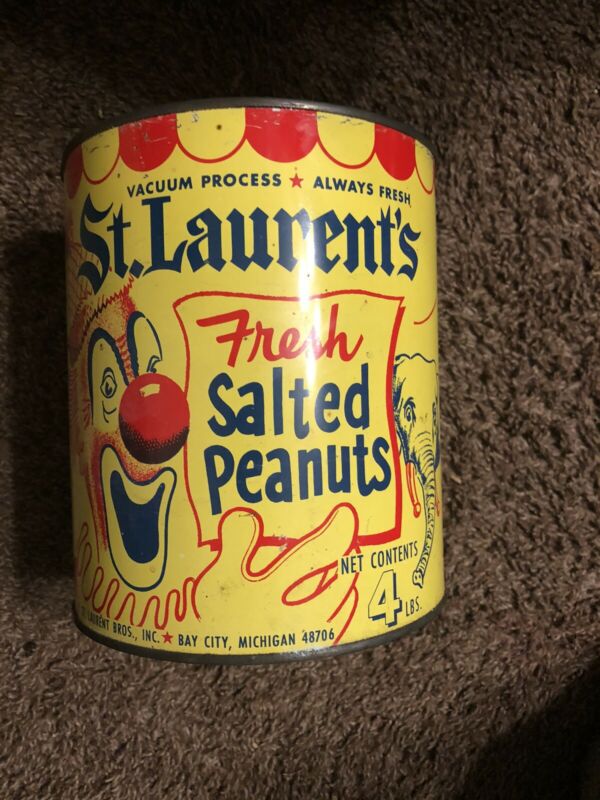 VACUUM PROCESS ★ ALWAYS FRESH
St. Laurent's
Fresh
Salted
Peanuts
NET CONTENTS
4 LBS.
LAURENT BROS., INC. ★ BAY CITY, MICHIGAN 48706